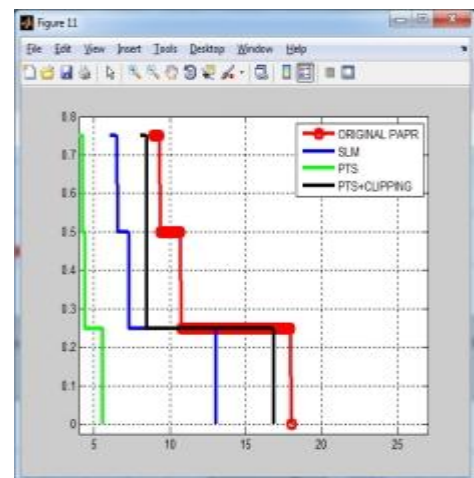 Figure 11
File Edit View Insert Tools Desktop Window Help
0.8
0.7
0.6
0.5
0.4
0.3
0.2
0.1
0
5 10 15 20 25
ORIGINAL PAPR
SLM
PTS
PTS+CLIPPING